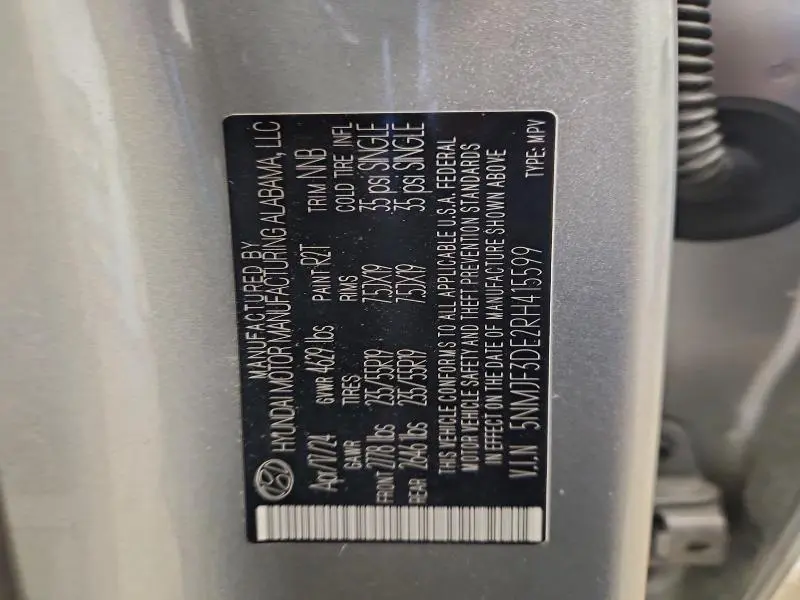 MANUFACTURED BY
HYUNDAI MOTOR MANUFACTURING ALABAMA, LLC
Apr/17/24 GVWR 4629 lbs PAINT-R2T TRIM NNB
GAWR TIRES RIMS COLD TIRE INFL
FRONT 2778 lbs 235/55R19 7.5JX19 35 psi SINGLE
REAR 2646 lbs 235/55R19 7.5JX19 35 psi SINGLE
THIS VEHICLE CONFORMS TO ALL APPLICABLE U.S.A. FEDERAL
MOTOR VEHICLE SAFETY AND THEFT PREVENTION STANDARDS
IN EFFECT ON THE DATE OF MANUFACTURE SHOWN ABOVE
V.I.N 5NMJF3DE2RH415599 TYPE: MPV